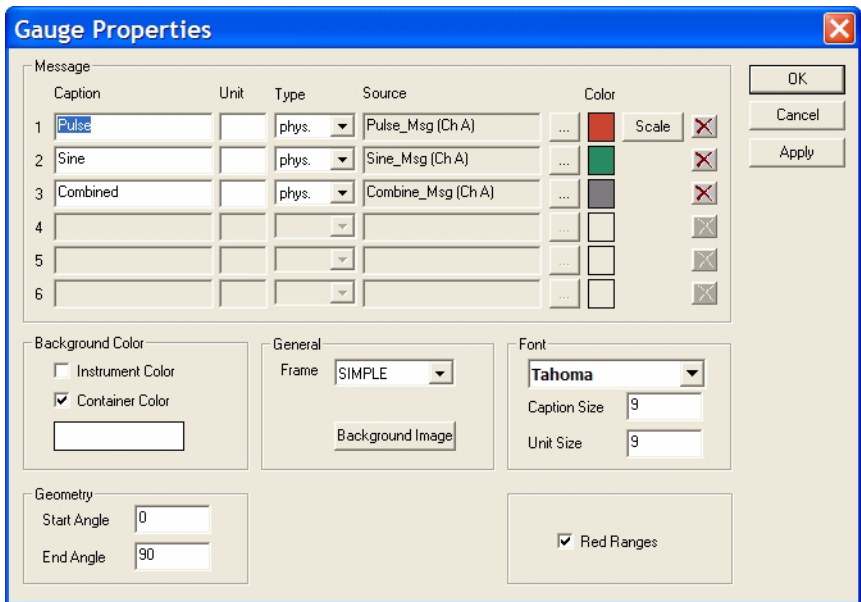 Gauge Properties
Message
Caption Unit Type Source Color
1 Pulse phys. Pulse_Msg (Ch A) ... Scale
2 Sine phys. Sine_Msg (Ch A) ...
3 Combined phys. Combine_Msg (Ch A) ...
4 ...
5 ...
6 ...
OK
Cancel
Apply
Background Color
Instrument Color
Container Color
General
Frame SIMPLE
Background Image
Font
Tahoma
Caption Size 9
Unit Size 9
Geometry
Start Angle 0
End Angle 90
Red Ranges